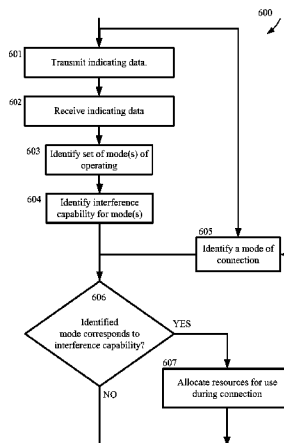 600
601
Transmit indicating data.
602
Receive indicating data
603
Identify set of mode(s) of
operating
604
Identify interference
capability for mode(s)
605
Identify a mode of
connection
606
Identified
mode corresponds to
interference capability?
YES
607
Allocate resources for use
during connection
NO